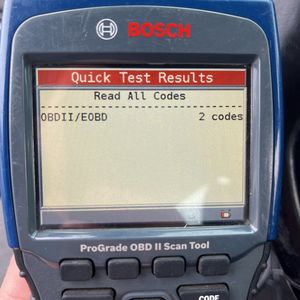 BOSCH
Quick Test Results
Read All Codes
OBDII/EOBD 2 codes
ProGrade OBD II Scan Tool
CODE